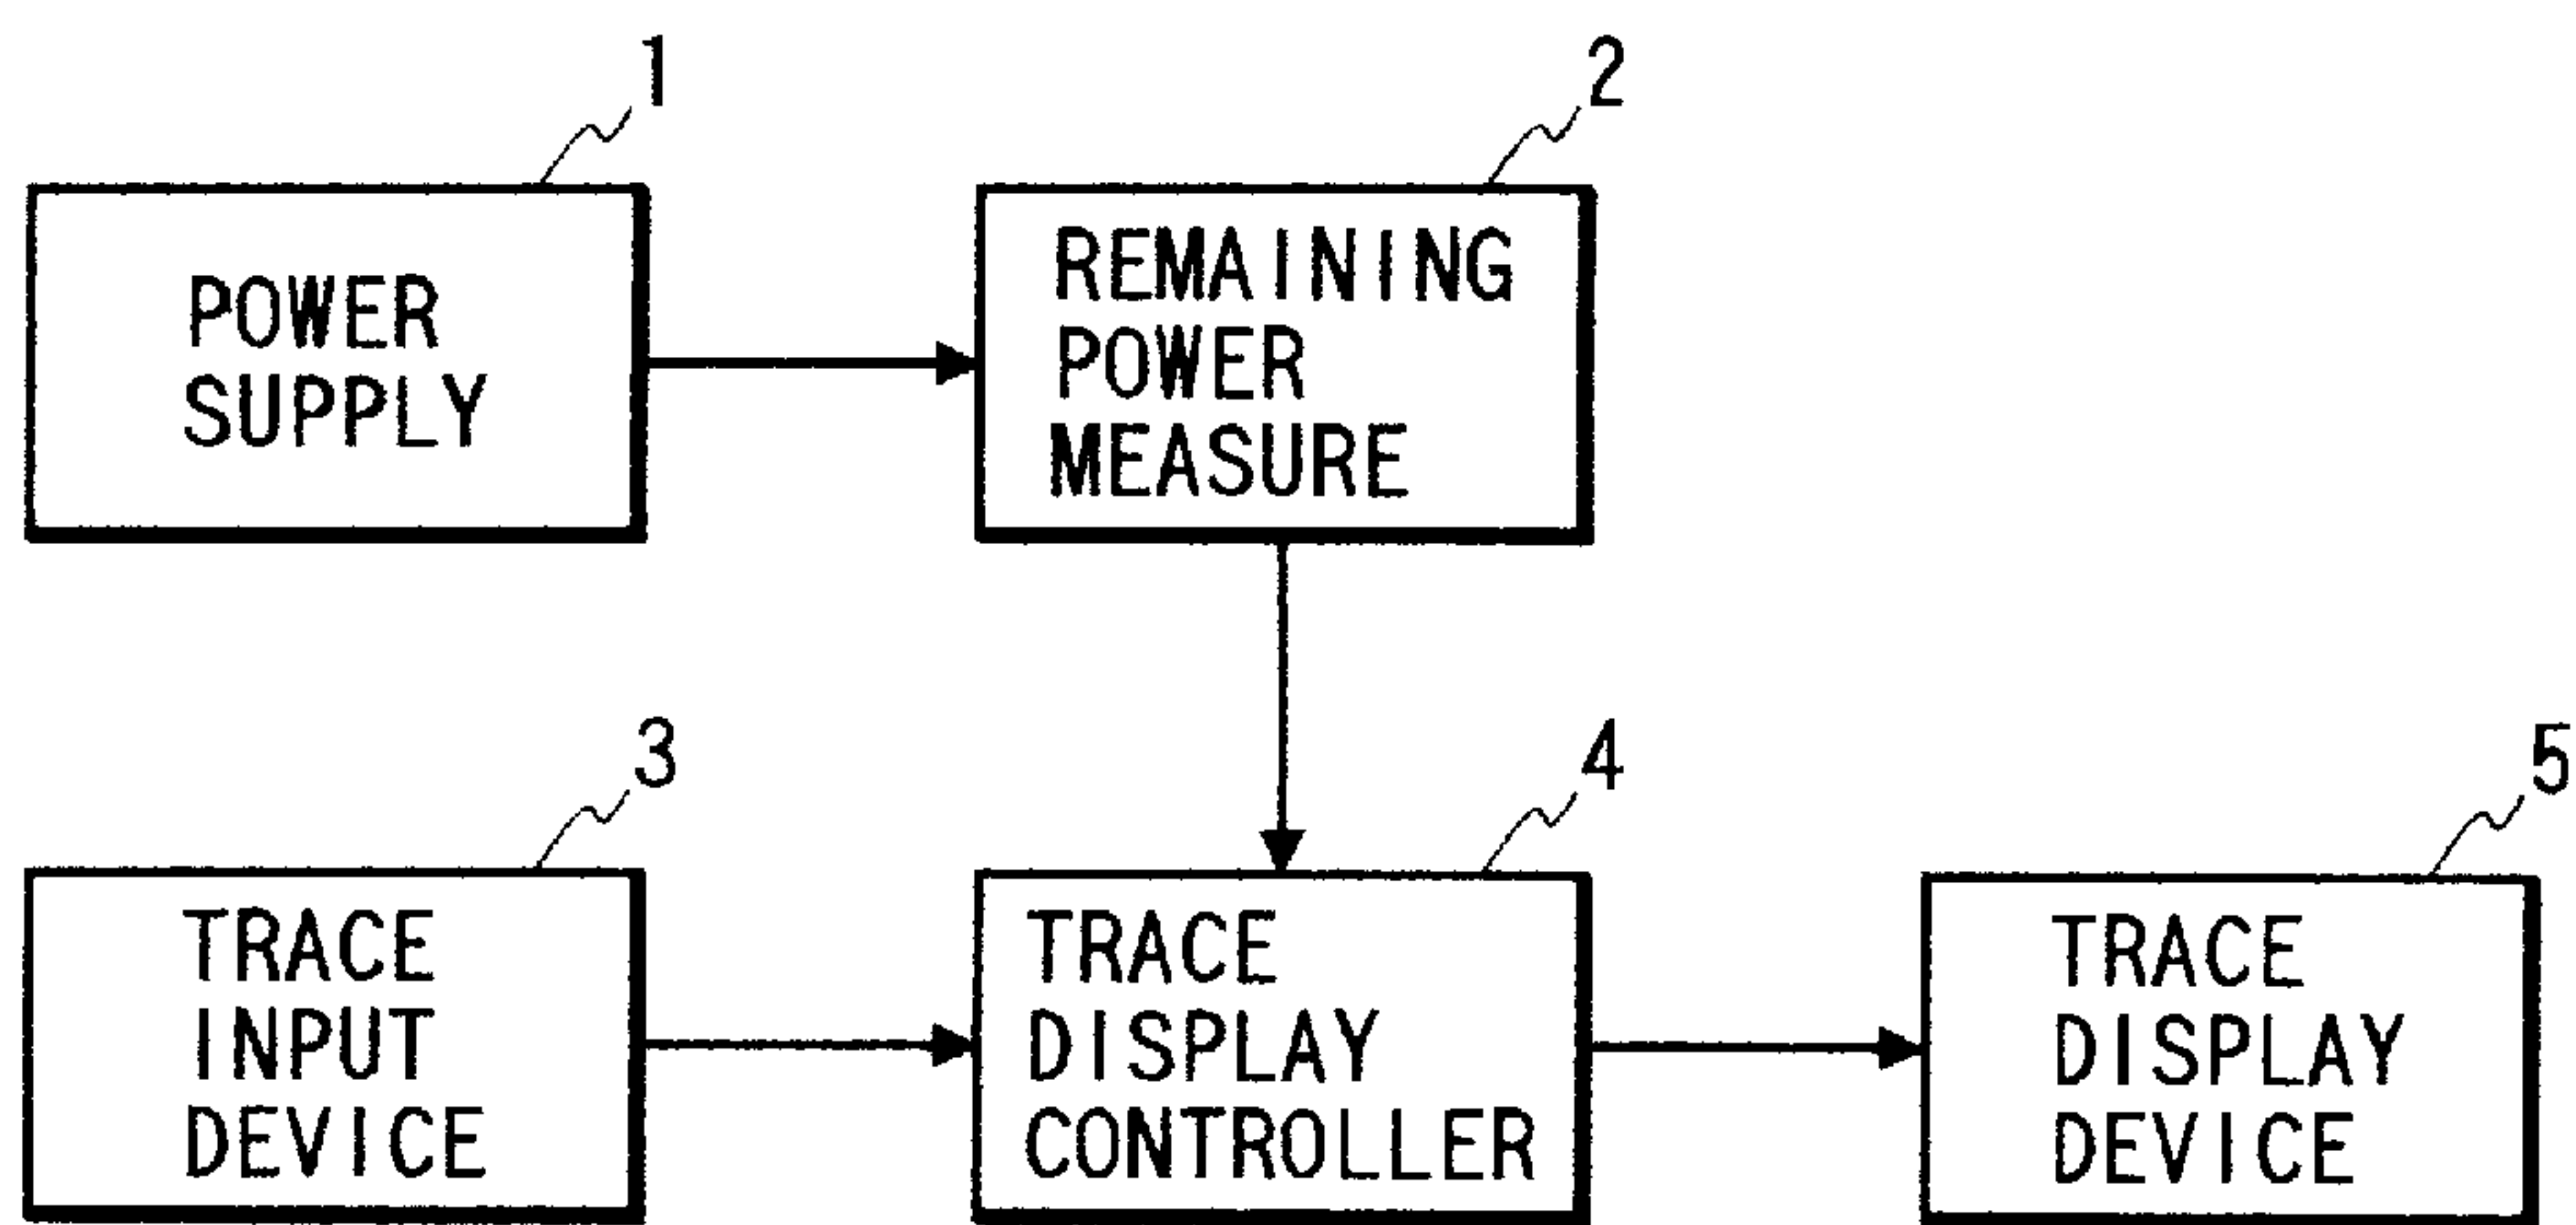 1
POWER
SUPPLY
2
REMAINING
POWER
MEASURE
3
TRACE
INPUT
DEVICE
4
TRACE
DISPLAY
CONTROLLER
5
TRACE
DISPLAY
DEVICE